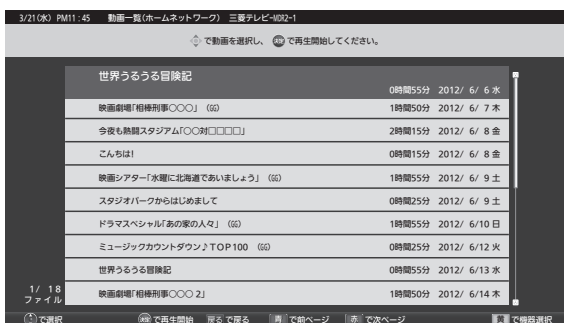 3/21(水) PM11:45 動画一覧(ホームネットワーク) 三菱テレビ-MDR2-1
で動画を選択し、 決定 で再生開始してください。
世界うるうる冒険記
0時間55分 2012/ 6/ 6 水
映画劇場「相棒刑事○○○」 (GG) 1時間50分 2012/ 6/ 7 木
今夜も熱闘スタジアム「○○対□□□□」 2時間15分 2012/ 6/ 8 金
こんちは! 0時間15分 2012/ 6/ 8 金
映画シアター「水曜に北海道であいましょう」 (GG) 1時間55分 2012/ 6/ 9 土
スタジオパークからはじめまして 0時間25分 2012/ 6/ 9 土
ドラマスペシャル「あの家の人々」 (GG) 1時間55分 2012/ 6/10 日
ミュージックカウントダウン♪TOP100 (GG) 0時間25分 2012/ 6/12 火
世界うるうる冒険記 0時間55分 2012/ 6/13 水
映画劇場「相棒刑事○○○ 2」 1時間50分 2012/ 6/14 木
1/ 18
ファイル
で選択 決定 で再生開始 戻る で戻る 青 で前ページ 赤 で次ページ 黄 で機器選択